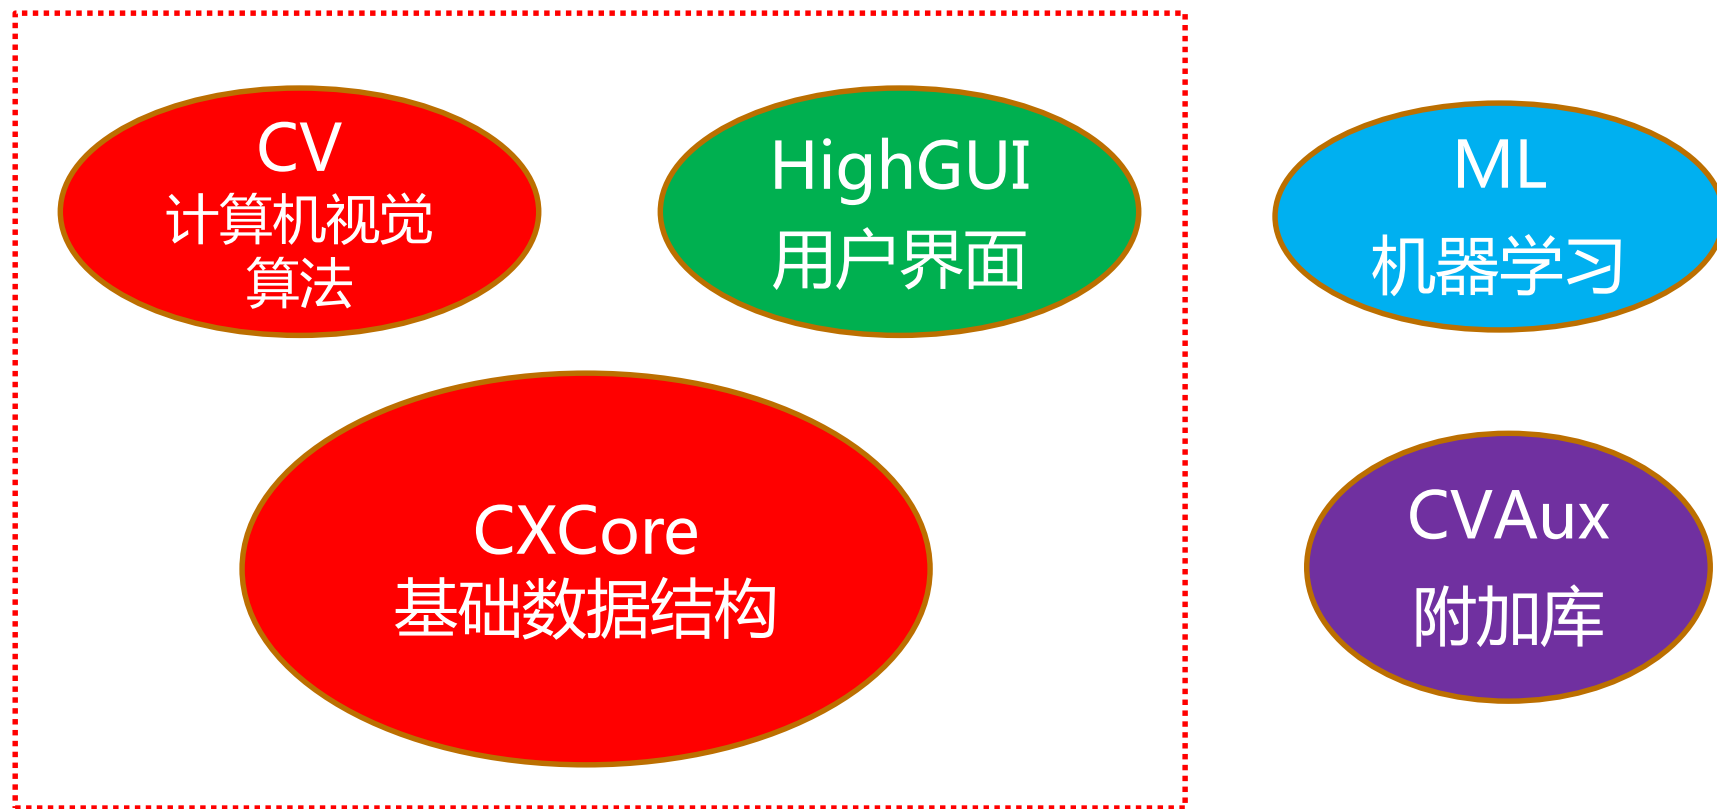 CV
计算机视觉
算法
HighGUI
用户界面
ML
机器学习
CXCore
基础数据结构
CVAux
附加库